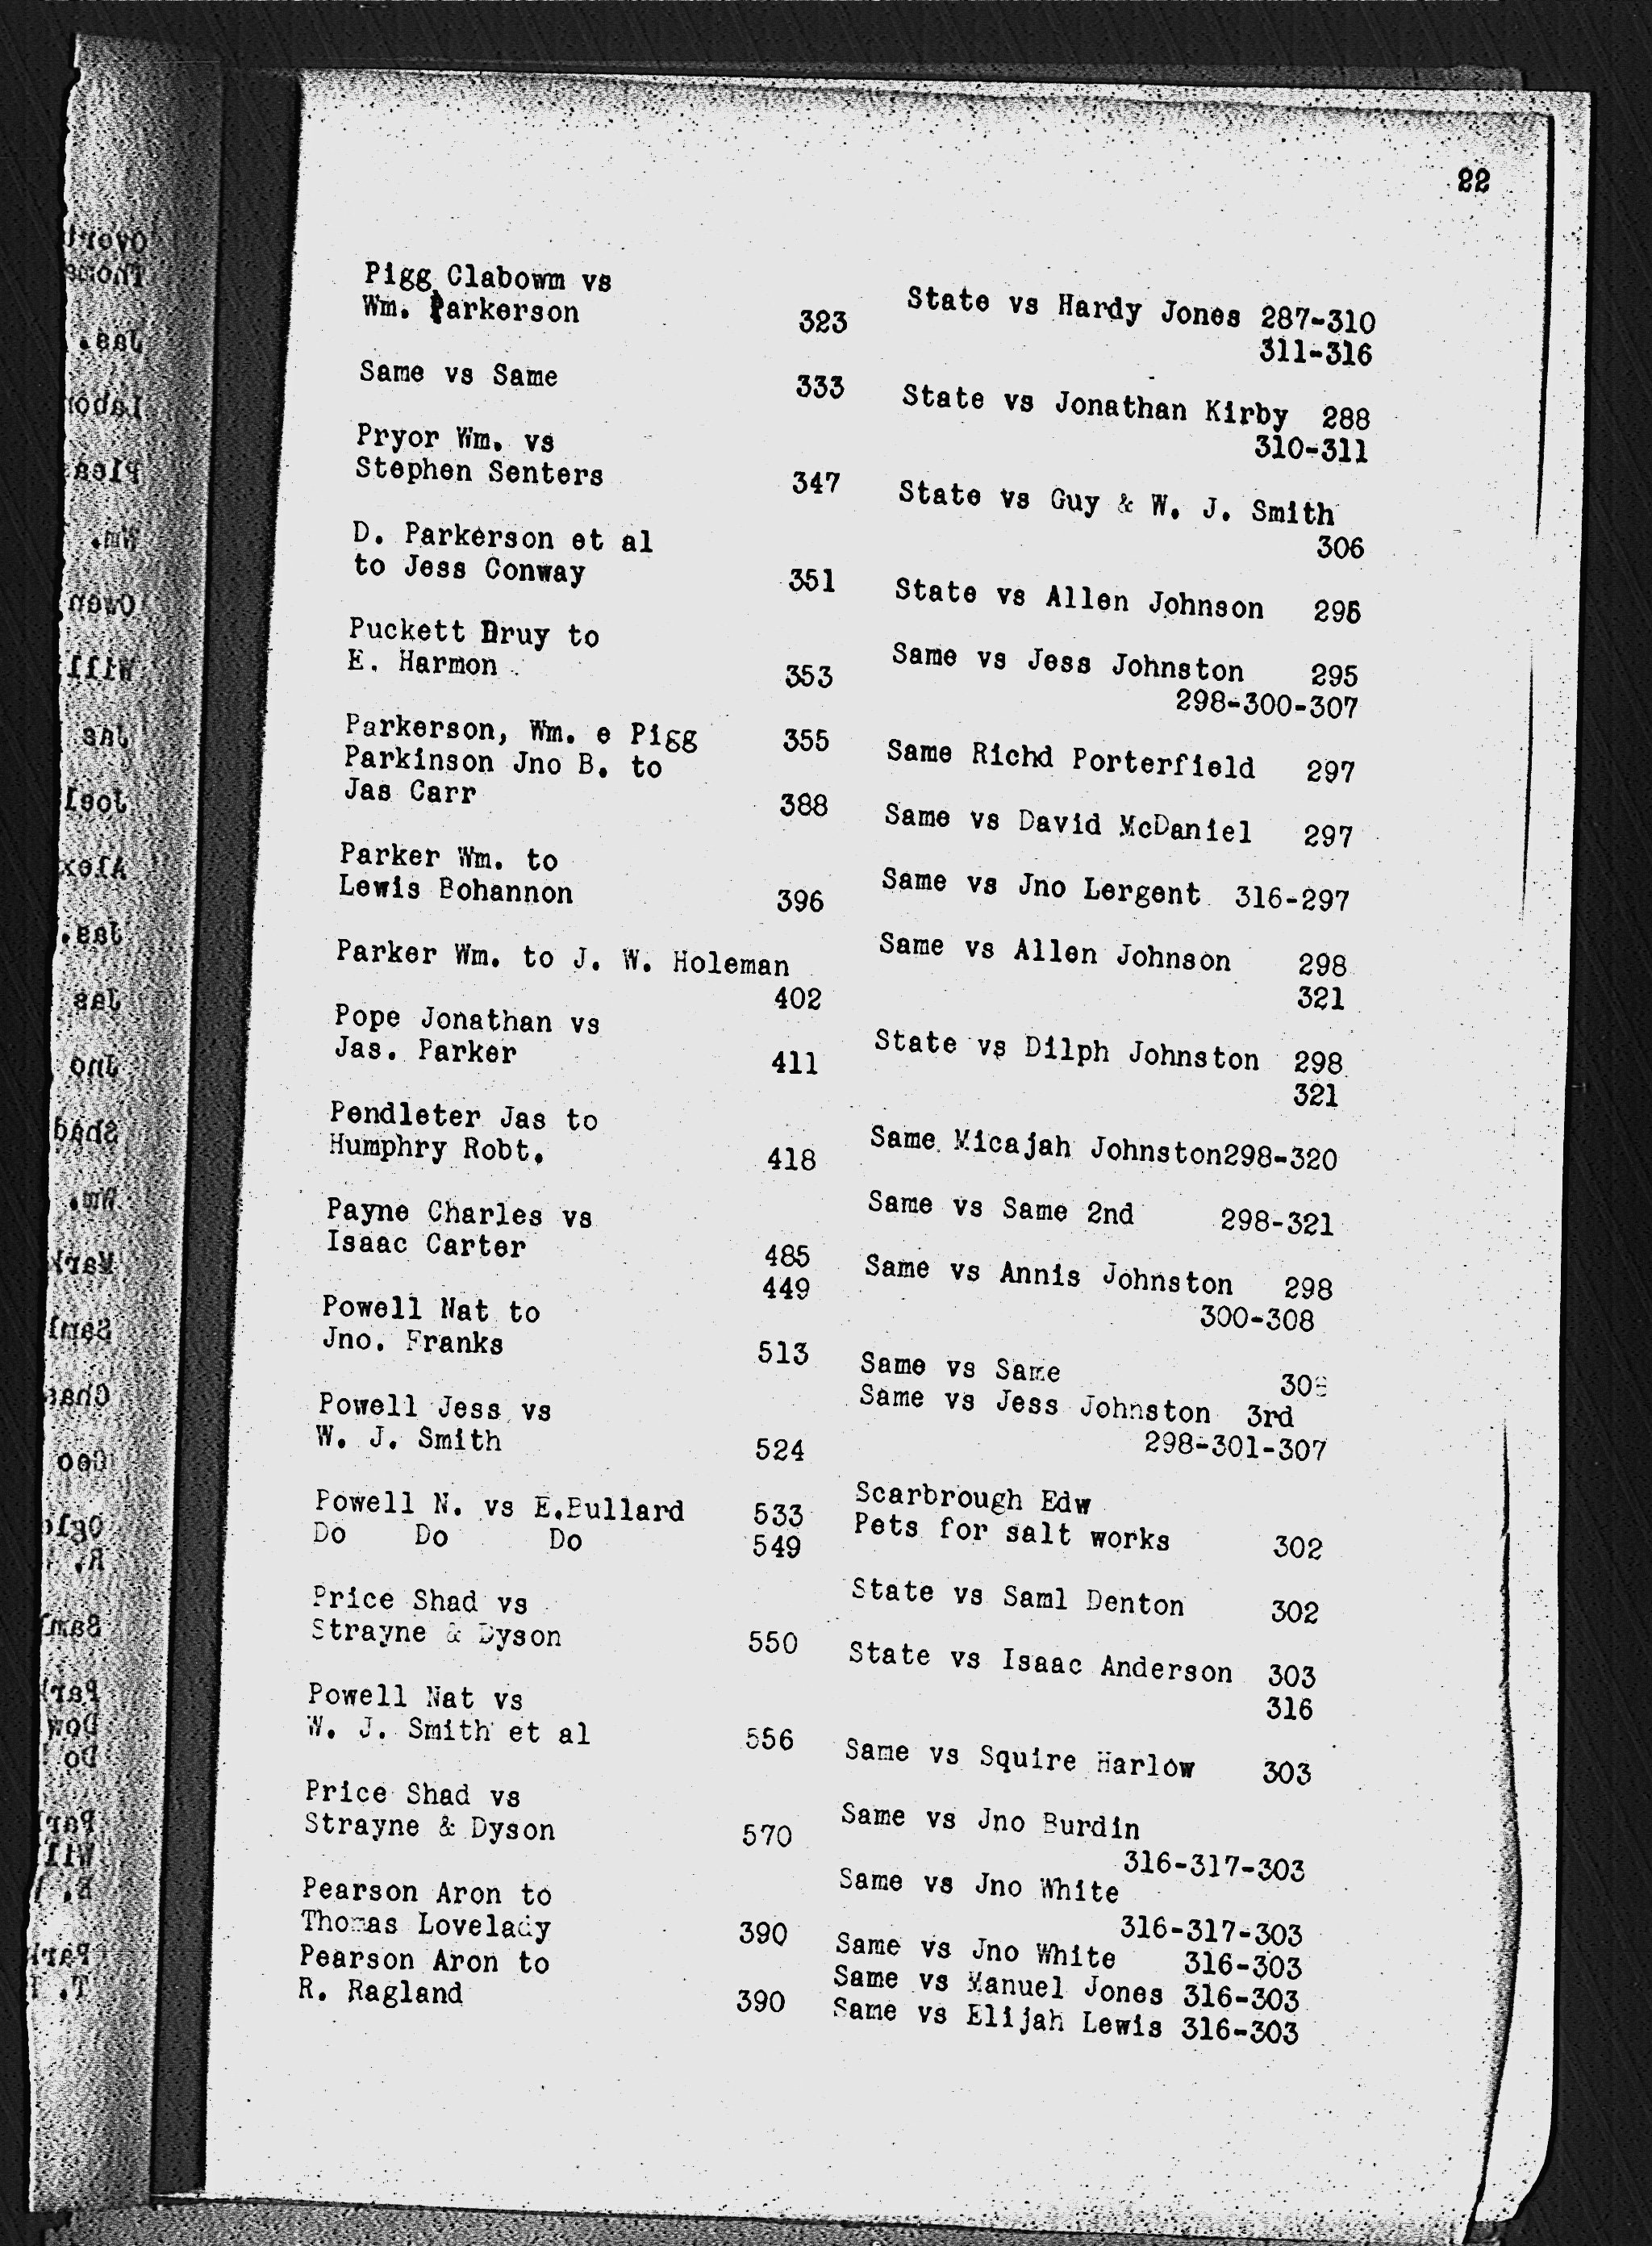 22
Pigg Clabowm vs
Wm. Parkerson 323
Same vs Same 333
Pryor Wm. vs
Stephen Senters 347
D. Parkerson et al
to Jess Conway 351
Puckett Bruy to
E. Harmon 353
Parkerson, Wm. e Pigg 355
Parkinson Jno B. to
Jas Carr 388
Parker Wm. to
Lewis Bohannon 396
Parker Wm. to J. W. Holeman
402
Pope Jonathan vs
Jas. Parker 411
Pendleter Jas to
Humphry Robt. 418
Payne Charles vs
Isaac Carter 485
449
Powell Nat to
Jno. Franks 513
Powell Jess vs
W. J. Smith 524
Powell N. vs E.Bullard 533
Do Do Do 549
Price Shad vs
Strayne & Dyson 550
Powell Nat vs
W. J. Smith et al 556
Price Shad vs
Strayne & Dyson 570
Pearson Aron to
Thomas Lovelady 390
Pearson Aron to
R. Ragland 390
State vs Hardy Jones 287-310
311-316
State vs Jonathan Kirby 288
310-311
State vs Guy & W. J. Smith
306
State vs Allen Johnson
Same vs Jess Johnston 295
298-300-307
Same Richd Porterfield 297
Same vs David McDaniel 297
Same vs Jno Lergent 316-297
Same vs Allen Johnson 298
321
State vs Dilph Johnston 298
321
Same Micajah Johnston298-320
Same vs Same 2nd 298-321
Same vs Annis Johnston 298
300-308
Same vs Same
Same vs Jess Johnston 3rd
298-301-307
Scarbrough Edw
Pets for salt works 302
State vs Saml Denton 302
State vs Isaac Anderson 303
316
Same vs Squire Harlow 303
Same vs Jno Burdin
316-317-303
Same vs Jno White
316-317-303
Same vs Jno White 316-303
Same vs Manuel Jones 316-303
Same vs Elijah Lewis 316-303